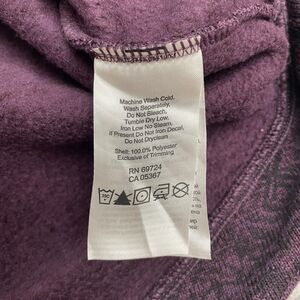 Machine Wash Cold.
Wash Separately,
Do Not Bleach,
Tumble Dry Low,
Iron Low No Steam,
If Present Do Not Iron Decal,
Do Not Dryclean
Shell: 100.0% Polyester
Exclusive of Trimming
RN 69724
CA 05367